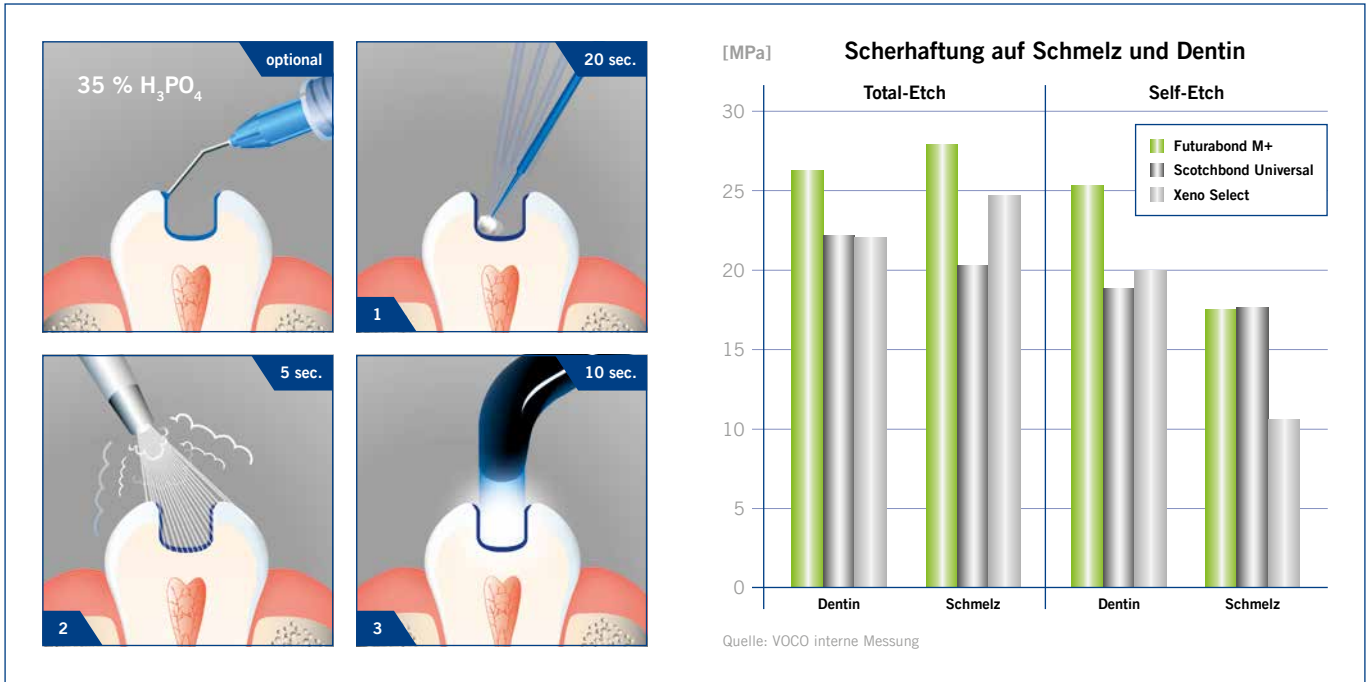 optional
35 % H₃PO₄
20 sec.
1
5 sec.
2
10 sec.
3
[MPa]
Scherhaftung auf Schmelz und Dentin
Total-Etch
Self-Etch
30
25
20
15
10
5
0
Futurabond M+
Scotchbond Universal
Xeno Select
Dentin
Schmelz
Dentin
Schmelz
Quelle: VOCO interne Messung